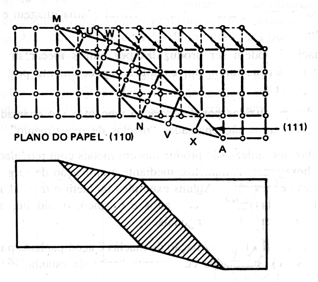 M
U W Y
N V X A
(111)
PLANO DO PAPEL (110)